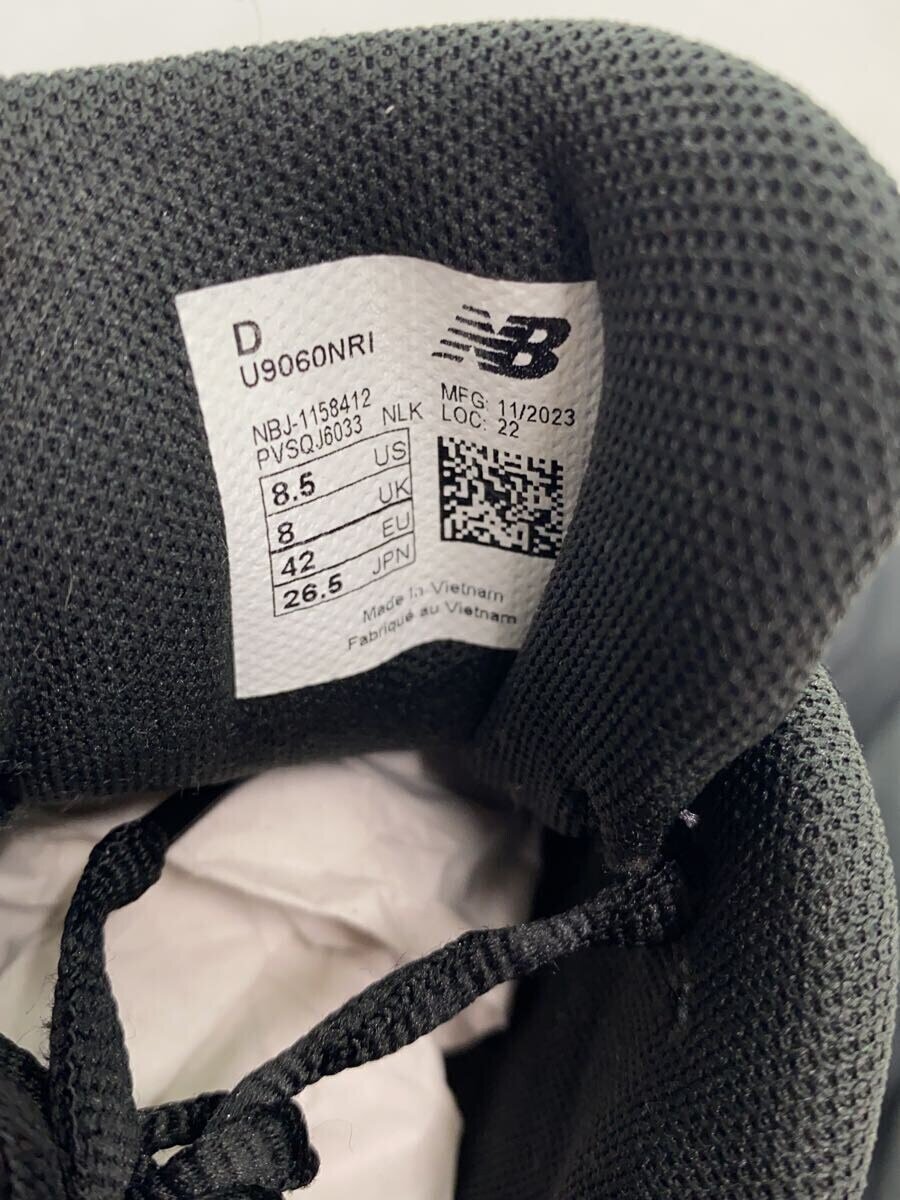 D
U9060NRI
NB
NBJ-1158412
PVSQJ6033 NLK
MFG: 11/2023
LOC: 22
8.5 US
8 UK
42 EU
26.5 JPN
Made in Vietnam
Fabriqué au Vietnam